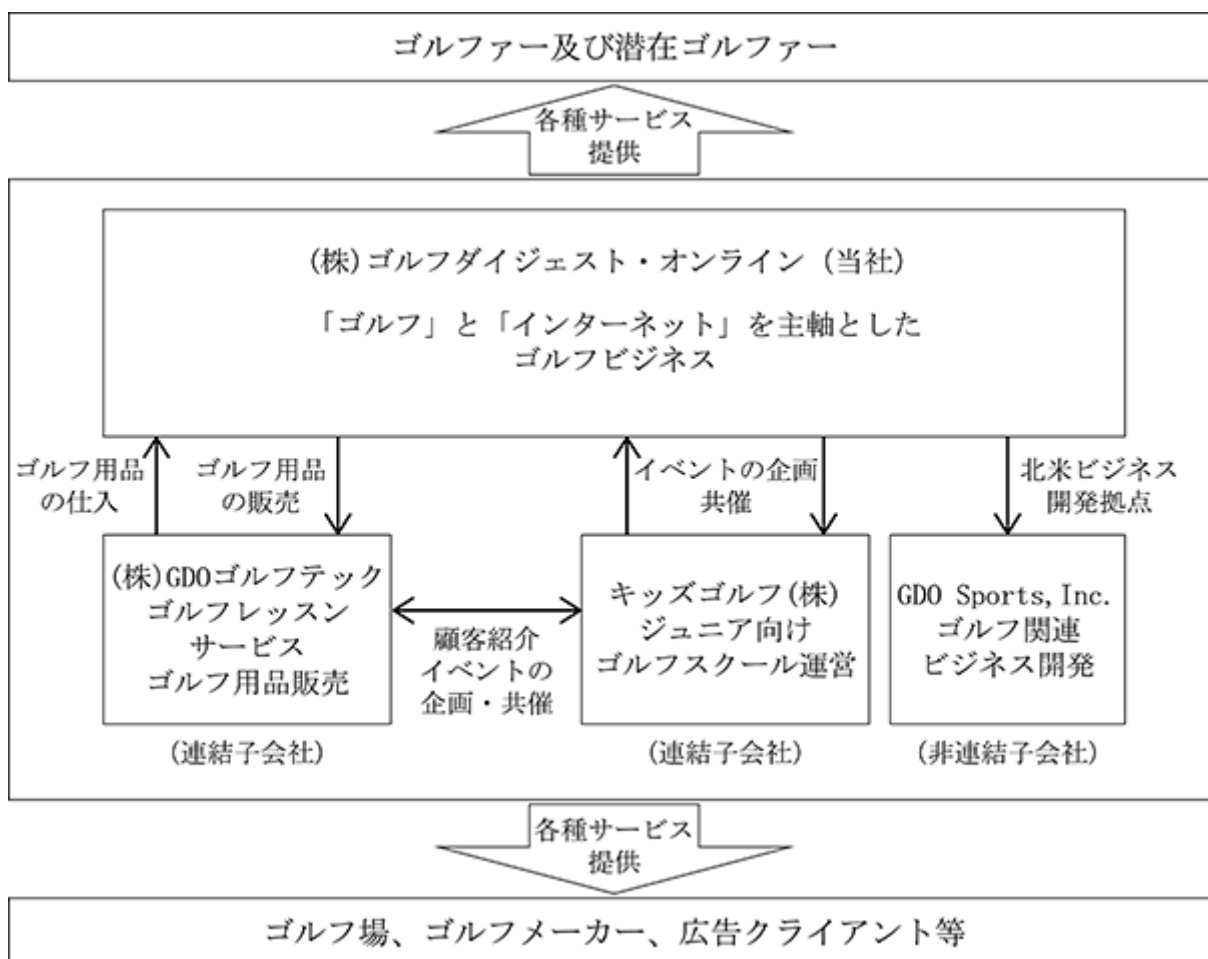 ゴルファー及び潜在ゴルファー
各種サービス
提供
(株)ゴルフダイジェスト・オンライン (当社)
「ゴルフ」と「インターネット」を主軸とした
ゴルフビジネス
ゴルフ用品
の仕入
ゴルフ用品
の販売
イベントの企画
共催
北米ビジネス
開発拠点
(株)GDOゴルフテック
ゴルフレッスン
サービス
ゴルフ用品販売
顧客紹介
イベントの
企画・共催
キッズゴルフ(株)
ジュニア向け
ゴルフスクール運営
GDO Sports,Inc.
ゴルフ関連
ビジネス開発
(連結子会社)
(連結子会社)
(非連結子会社)
各種サービス
提供
ゴルフ場、ゴルフメーカー、広告クライアント等